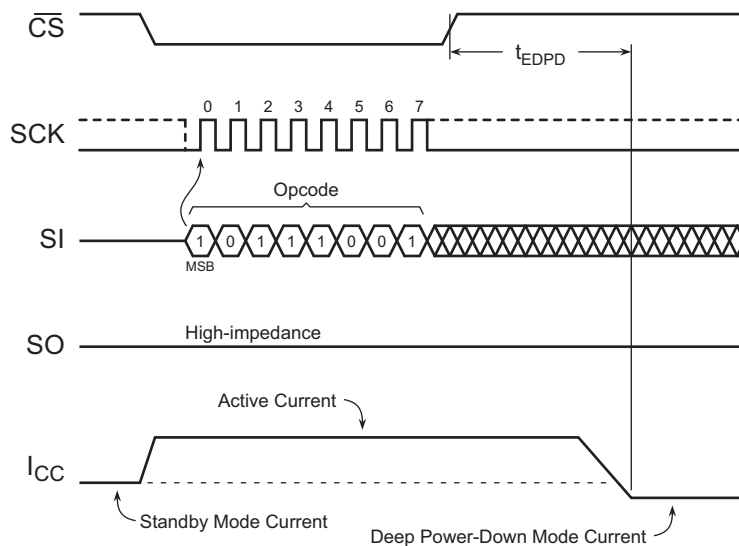 CS
tEDPD
0 1 2 3 4 5 6 7
SCK
Opcode
SI
1 0 1 1 1 0 0 1
MSB
High-impedance
SO
Active Current
ICC
Standby Mode Current
Deep Power-Down Mode Current